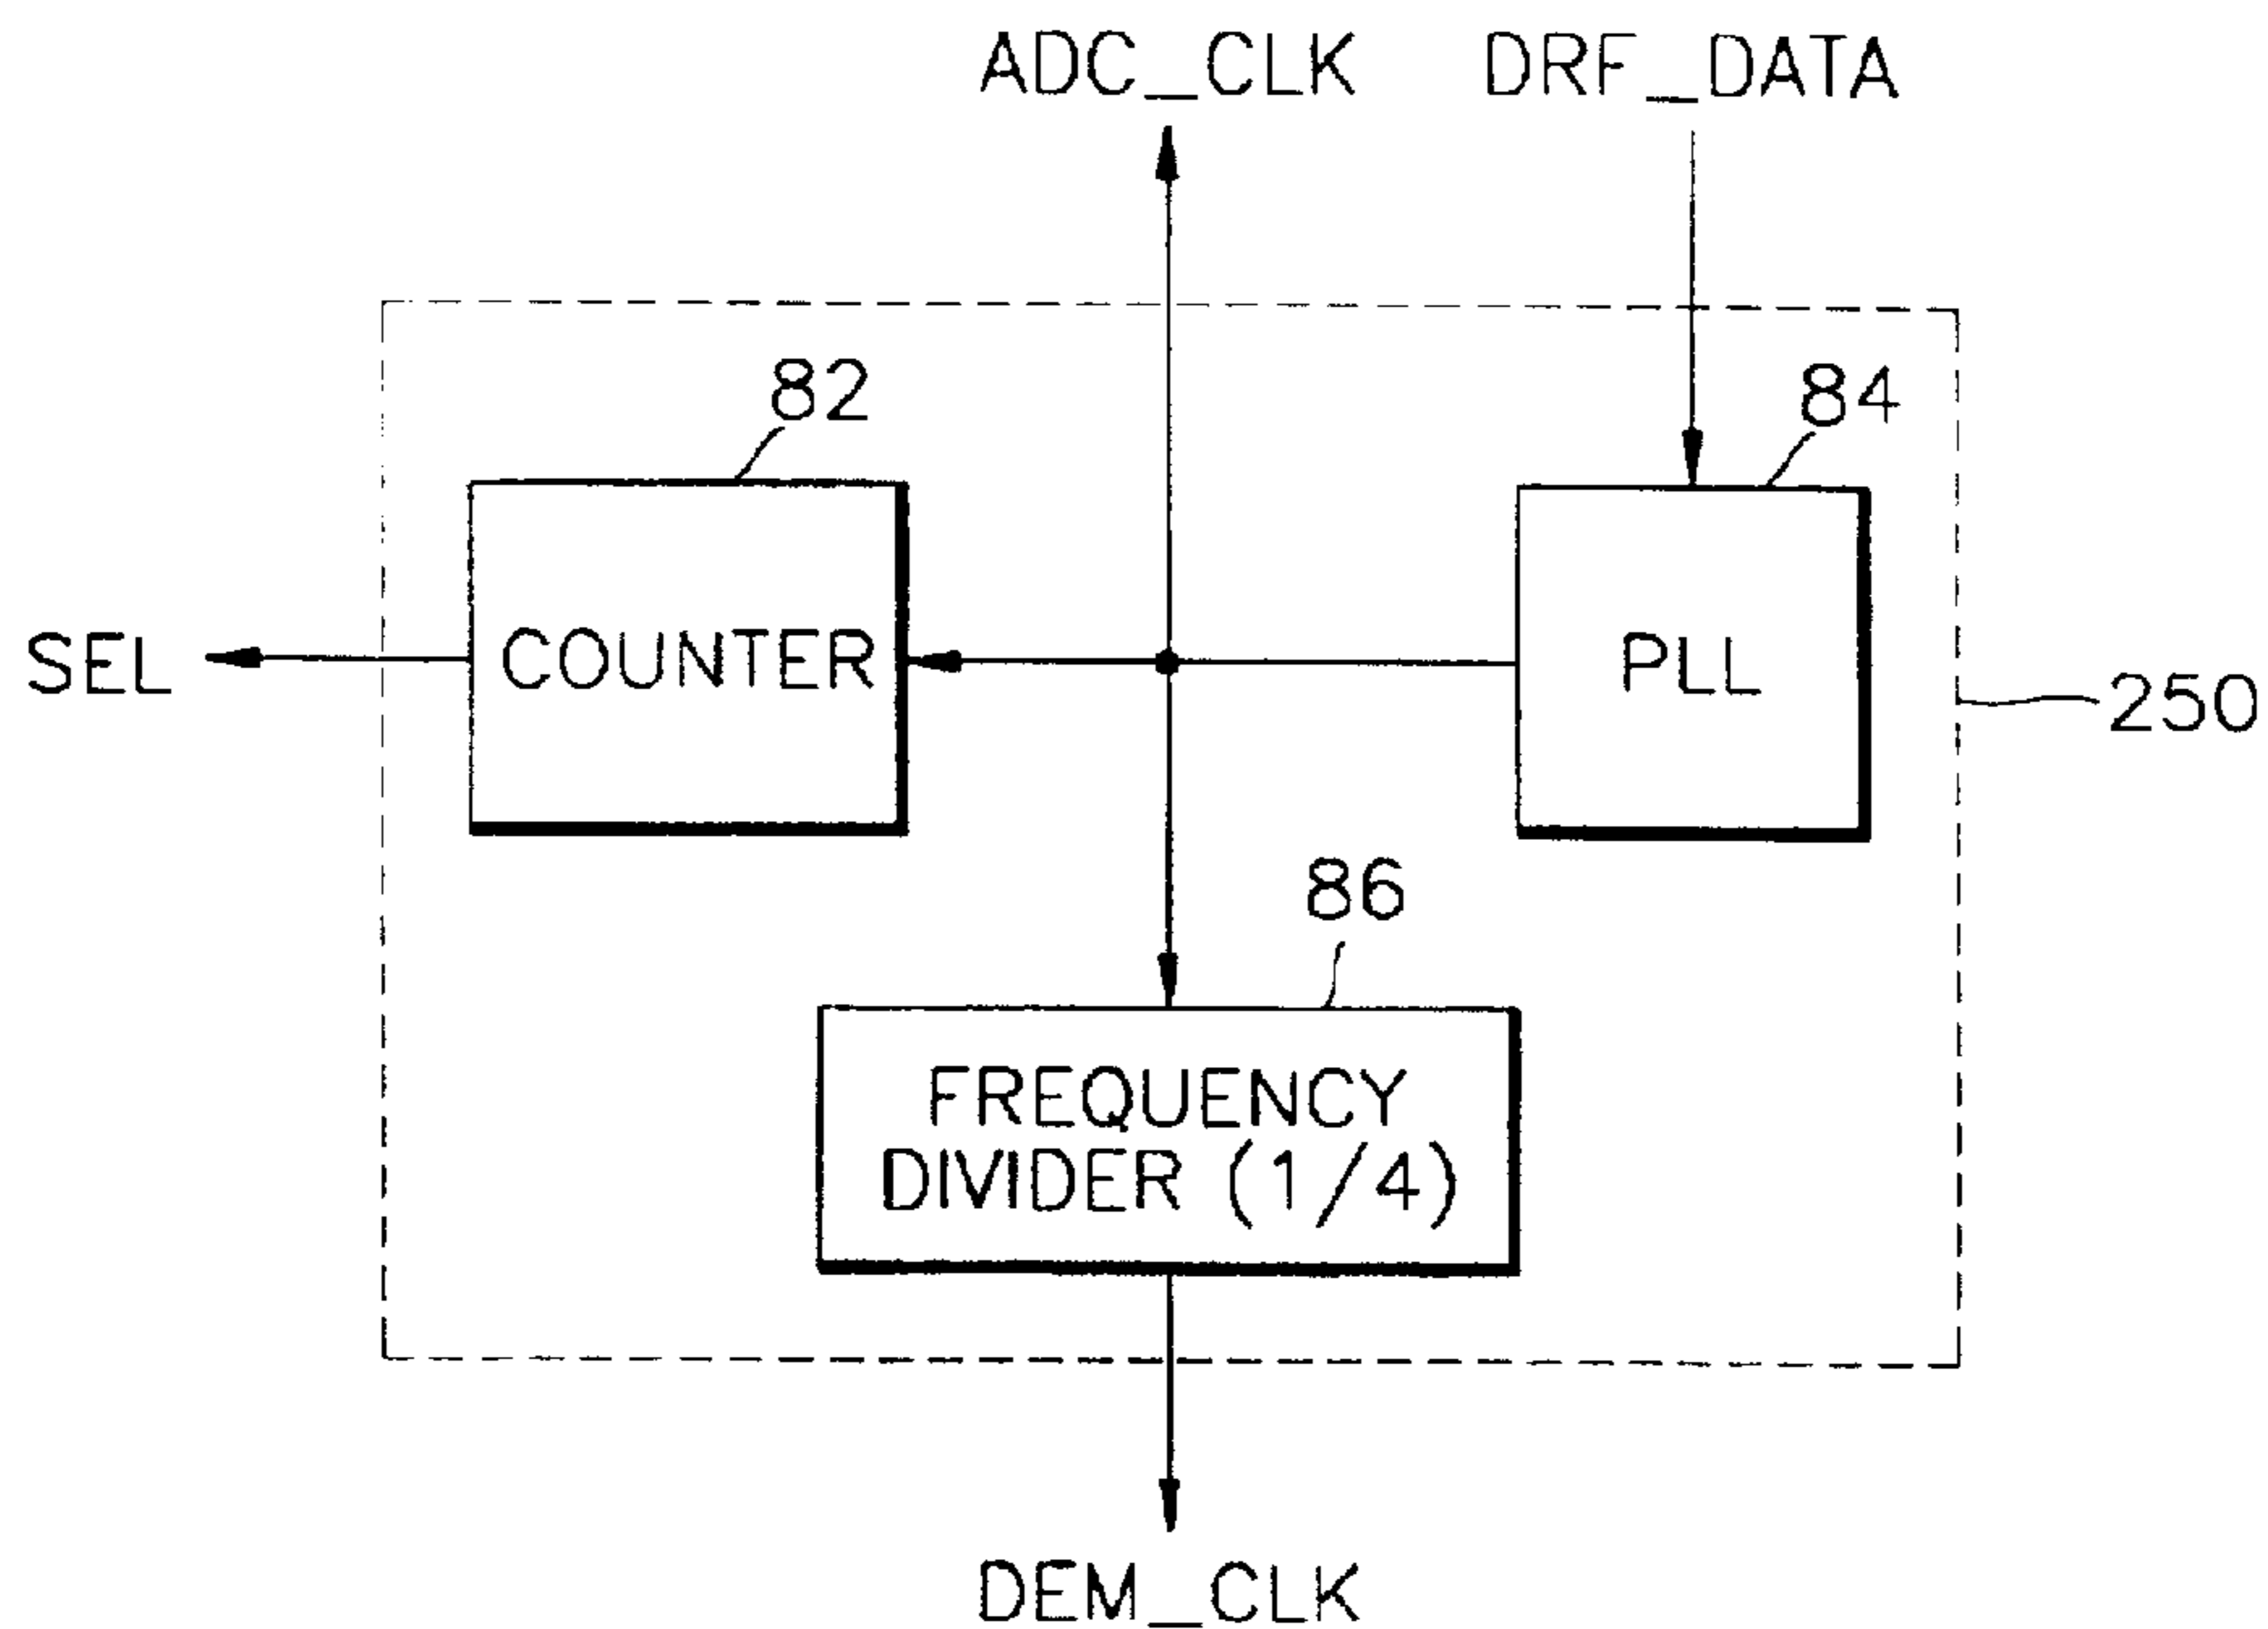 ADC_CLK DRF_DATA
82
84
SEL
COUNTER
PLL
250
86
FREQUENCY
DIVIDER (1/4)
DEM_CLK